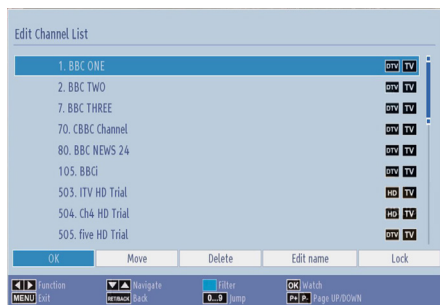 Edit Channel List
1. BBC ONE DTV TV
2. BBC TWO DTV TV
7. BBC THREE DTV TV
70. CBBC Channel DTV TV
80. BBC NEWS 24 DTV TV
105. BBCi DTV TV
503. ITV HD Trial HD TV
504. Ch4 HD Trial HD TV
505. five HD Trial DTV TV
OK Move Delete Edit name Lock
Function Navigate Filter OK Watch
MENU Exit RET/BACK Back 0...9 Jump P+ P- Page UP/DOWN